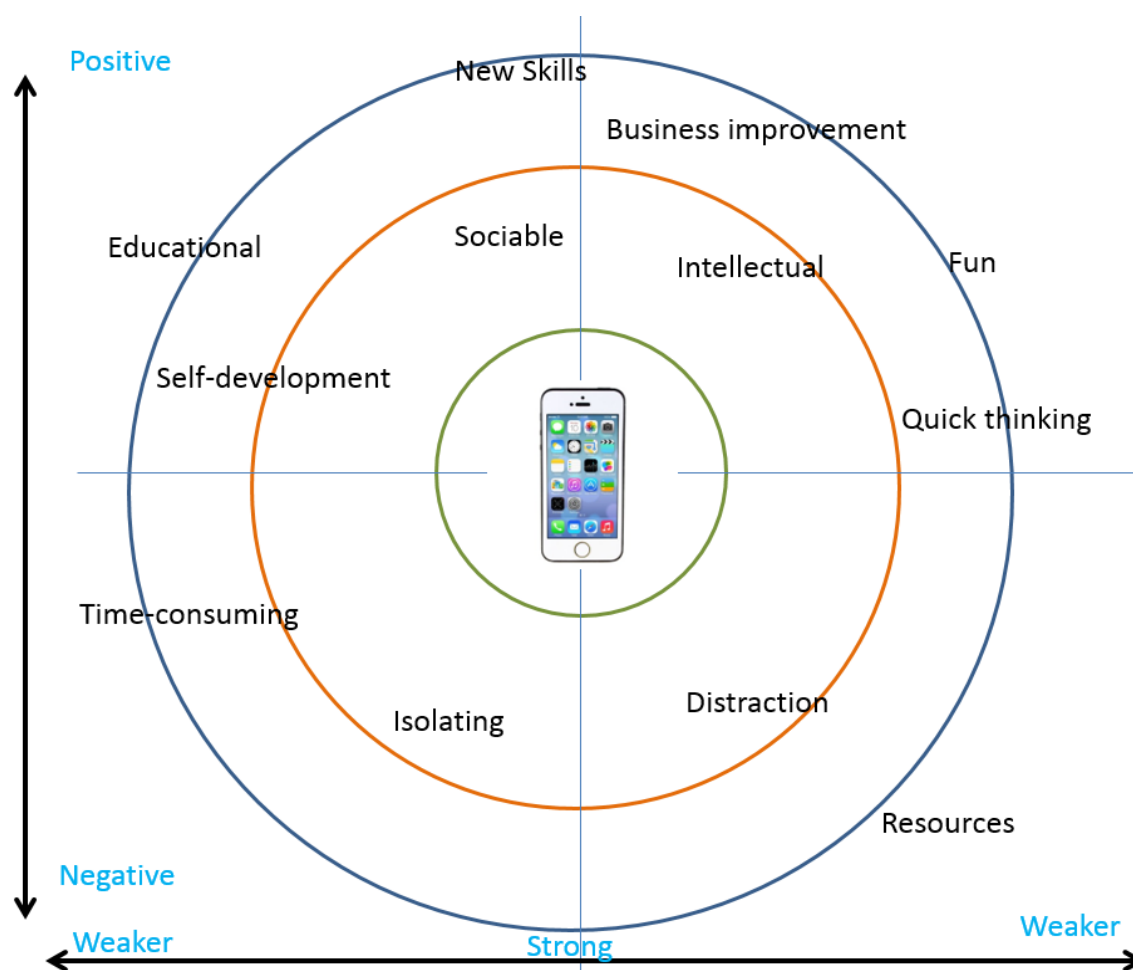 Positive
New Skills
Business improvement
Sociable
Educational
Intellectual
Fun
Self-development
Quick thinking
Time-consuming
Distraction
Isolating
Resources
Negative
Weaker
Strong
Weaker